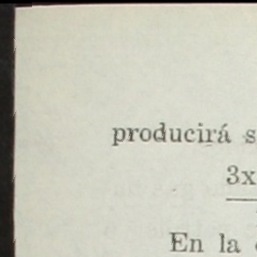 producirá s
3x
En la